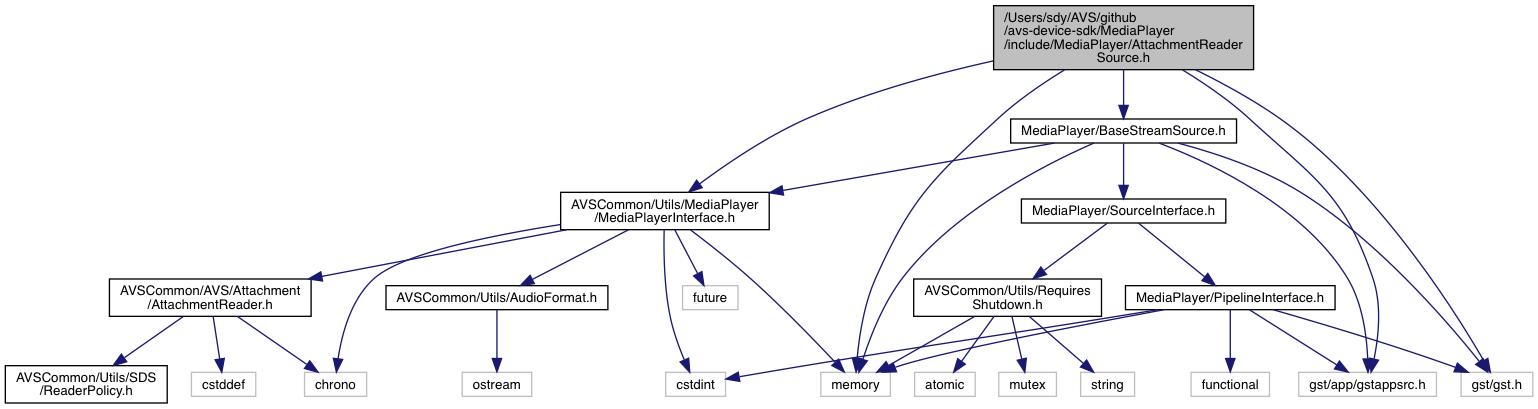 /Users/sdy/AVS/github
/avs-device-sdk/MediaPlayer
/include/MediaPlayer/AttachmentReader
Source.h
MediaPlayer/BaseStreamSource.h
AVSCommon/Utils/MediaPlayer
/MediaPlayerInterface.h
MediaPlayer/SourceInterface.h
AVSCommon/AVS/Attachment
/AttachmentReader.h
AVSCommon/Utils/AudioFormat.h
future
AVSCommon/Utils/Requires
Shutdown.h
MediaPlayer/PipelineInterface.h
AVSCommon/Utils/SDS
/ReaderPolicy.h
cstddef
chrono
ostream
cstdint
memory
atomic
mutex
string
functional
gst/app/gstappsrc.h
gst/gst.h